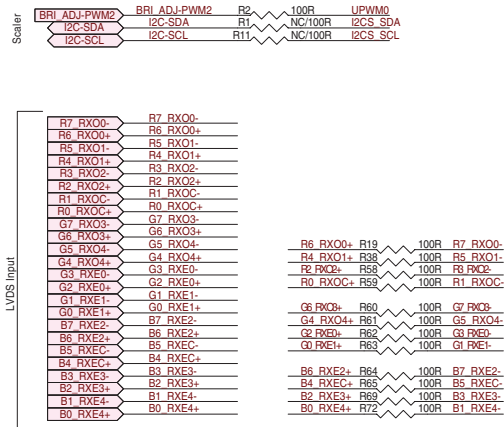 Scaler
BRI_ADJ-PWM2 BRI_ADJ-PWM2 R2 100R UPWM0
I2C-SDA I2C-SDA R1 NC/100R I2CS_SDA
I2C-SCL I2C-SCL R11 NC/100R I2CS_SCL
LVDS Input
R7_RXO0- R7_RXO0-
R6_RXO0+ R6_RXO0+
R5_RXO1- R5_RXO1-
R4_RXO1+ R4_RXO1+
R3_RXO2- R3_RXO2-
R2_RXO2+ R2_RXO2+
R1_RXOC- R1_RXOC-
R0_RXOC+ R0_RXOC+
G7_RXO3- G7_RXO3-
G6_RXO3+ G6_RXO3+
G5_RXO4- G5_RXO4- R6_RXO0+ R19 100R R7_RXO0-
G4_RXO4+ G4_RXO4+ R4_RXO1+ R38 100R R5_RXO1-
G3_RXE0- G3_RXE0- R2_RXO2+ R58 100R R3_RXO2-
G2_RXE0+ G2_RXE0+ R0_RXOC+ R59 100R R1_RXOC-
G1_RXE1- G1_RXE1-
G0_RXE1+ G0_RXE1+ G6_RXO3+ R60 100R G7_RXO3-
B7_RXE2- B7_RXE2- G4_RXO4+ R61 100R G5_RXO4-
B6_RXE2+ B6_RXE2+ G2_RXE0+ R62 100R G3_RXE0-
B5_RXEC- B5_RXEC- G0_RXE1+ R63 100R G1_RXE1-
B4_RXEC+ B4_RXEC+
B3_RXE3- B3_RXE3- B6_RXE2+ R64 100R B7_RXE2-
B2_RXE3+ B2_RXE3+ B4_RXEC+ R65 100R B5_RXEC-
B1_RXE4- B1_RXE4- B2_RXE3+ R69 100R B3_RXE3-
B0_RXE4+ B0_RXE4+ B0_RXE4+ R72 100R B1_RXE4-